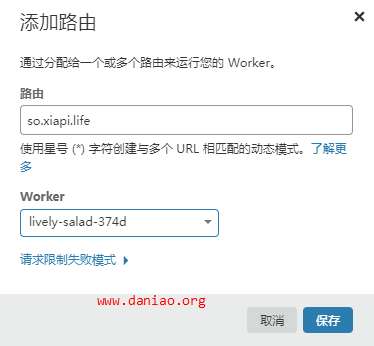 添加路由
×
通过分配给一个或多个路由来运行您的 Worker。
路由
so.xiapi.life
使用星号 (*) 字符创建与多个 URL 相匹配的动态模式。了解更
多
Worker
lively-salad-374d
请求限制失败模式
www.daniao.org
取消
保存